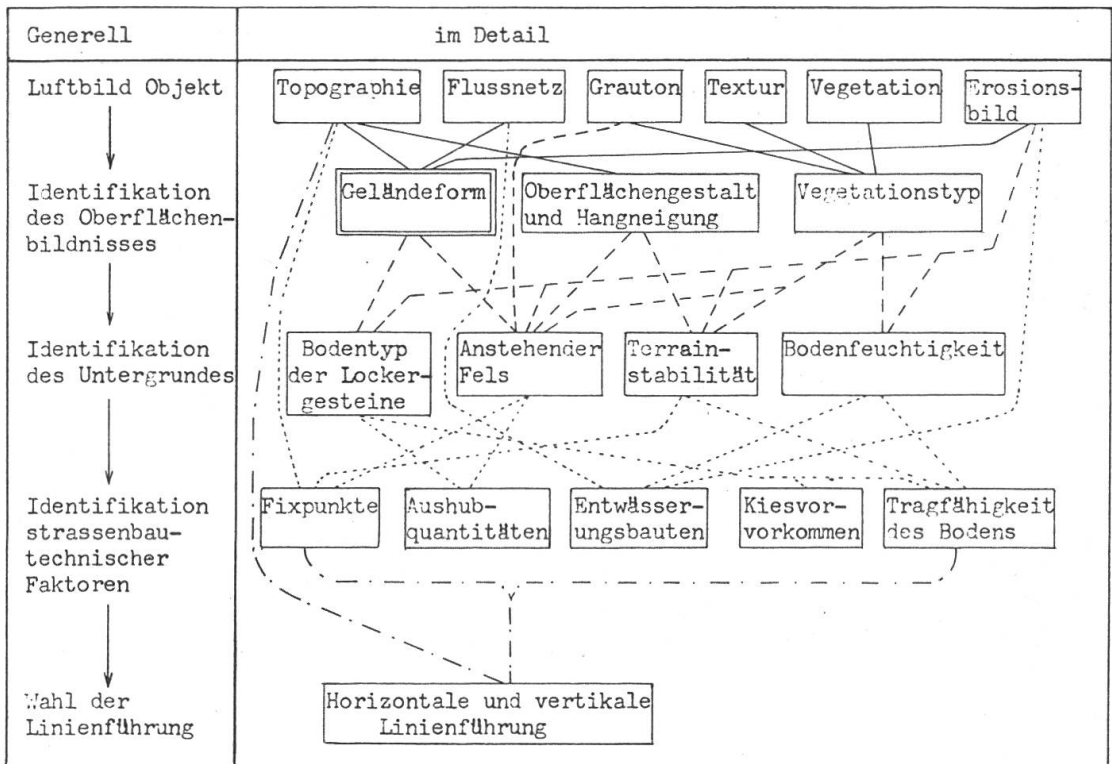 Generell
im Detail
Luftbild Objekt
Topographie
Flussnetz
Grauton
Textur
Vegetation
Erosions-
bild
Identifikation
des Oberflächen-
bildnisses
Geländeform
Oberflächengestalt
und Hangneigung
Vegetationstyp
Identifikation
des Untergrundes
Bodentyp
der Locker-
gesteine
Anstehender
Fels
Terrain-
stabilität
Bodenfeuchtigkeit
Identifikation
strassenbau-
technischer
Faktoren
Fixpunkte
Aushub-
quantitäten
Entwässer-
ungsbauten
Kiesvor-
vorkommen
Tragfähigkeit
des Bodens
Wahl der
Linienführung
Horizontale und vertikale
Linienführung